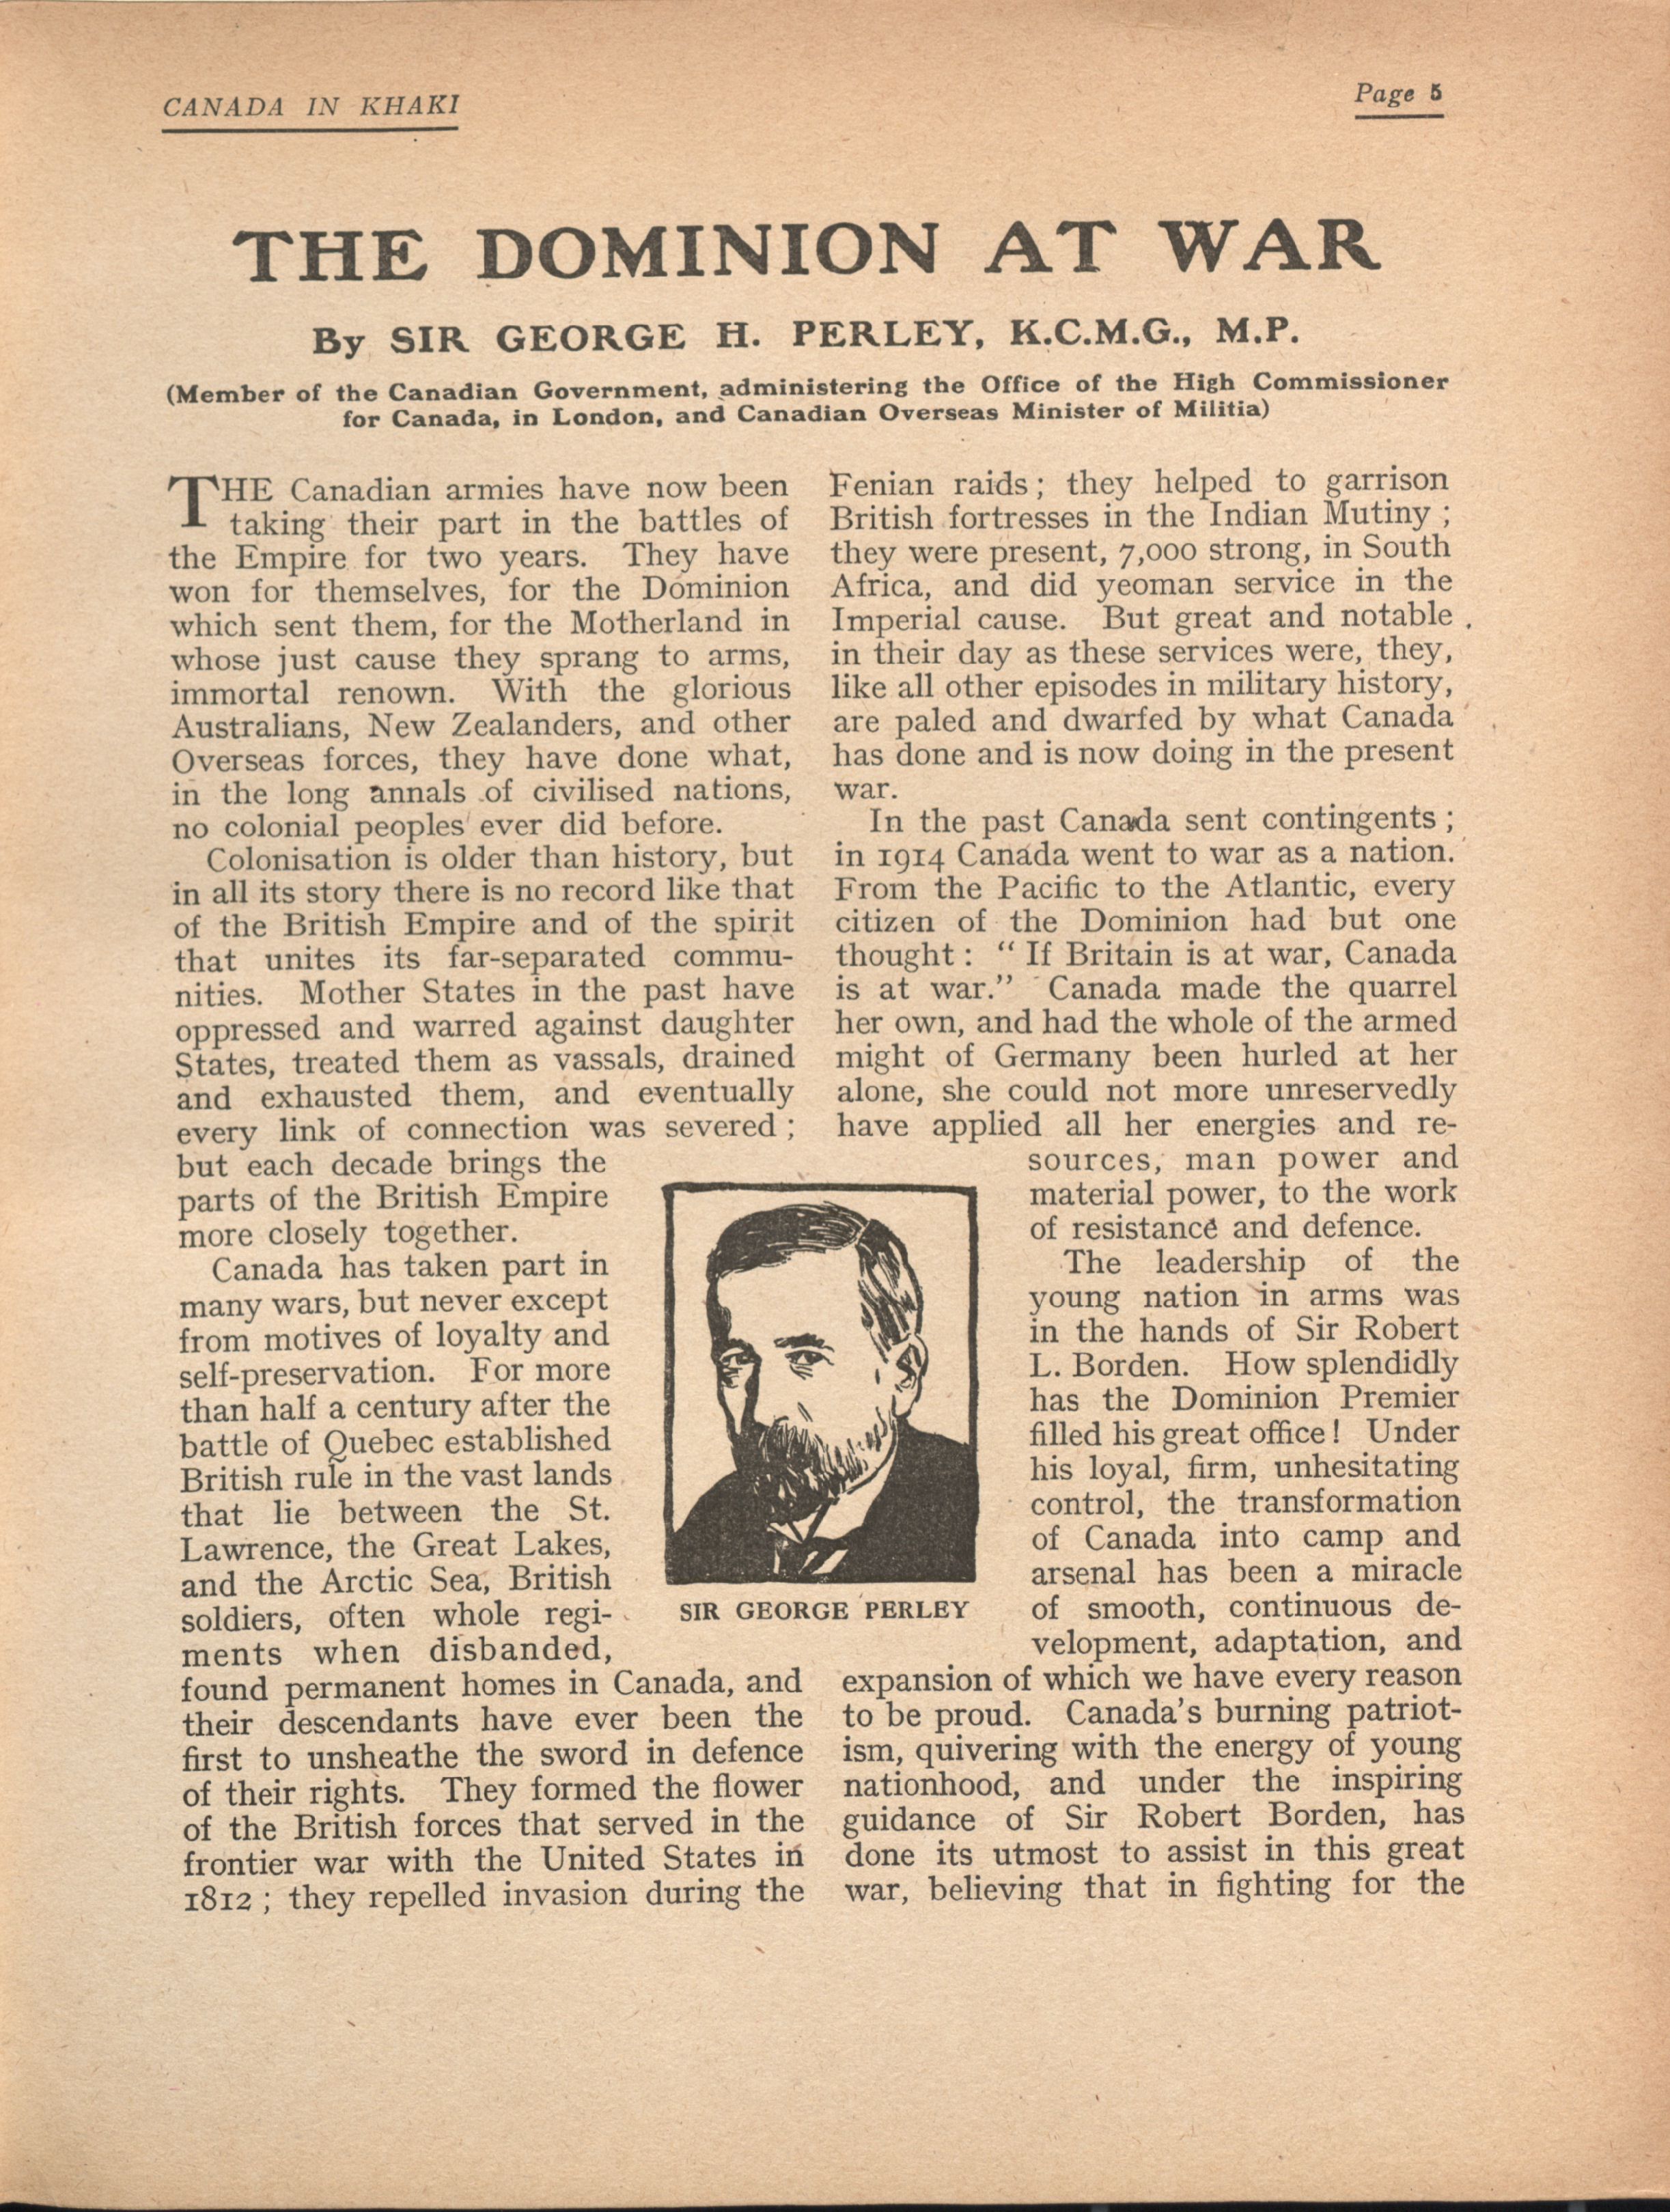 CANADA IN KHAKI
Page 5
THE DOMINION AT WAR
By SIR GEORGE H. PERLEY, K.C.M.G., M.P.
(Member of the Canadian Government, administering the Office of the High Commissioner
for Canada, in London, and Canadian Overseas Minister of Militia)
THE Canadian armies have now been
taking their part in the battles of
the Empire for two years. They have
won for themselves, for the Dominion
which sent them, for the Motherland in
whose just cause they sprang to arms,
immortal renown. With the glorious
Australians, New Zealanders, and other
Overseas forces, they have done what,
in the long annals of civilised nations,
no colonial peoples ever did before.
Colonisation is older than history, but
in all its story there is no record like that
of the British Empire and of the spirit
that unites its far-separated commu-
nities. Mother States in the past have
oppressed and warred against daughter
States, treated them as vassals, drained
and exhausted them, and eventually
every link of connection was severed ;
but each decade brings the
parts of the British Empire
more closely together.
Canada has taken part in
many wars, but never except
from motives of loyalty and
self-preservation. For more
than half a century after the
battle of Quebec established
British rule in the vast lands
that lie between the St.
Lawrence, the Great Lakes,
and the Arctic Sea, British
soldiers, often whole regi-
ments when disbanded,
found permanent homes in Canada, and
their descendants have ever been the
first to unsheathe the sword in defence
of their rights. They formed the flower
of the British forces that served in the
frontier war with the United States in
1812 ; they repelled invasion during the
SIR GEORGE PERLEY
Fenian raids ; they helped to garrison
British fortresses in the Indian Mutiny ;
they were present, 7,000 strong, in South
Africa, and did yeoman service in the
Imperial cause. But great and notable
in their day as these services were, they,
like all other episodes in military history,
are paled and dwarfed by what Canada
has done and is now doing in the present
war.
In the past Canada sent contingents ;
in 1914 Canada went to war as a nation.
From the Pacific to the Atlantic, every
citizen of the Dominion had but one
thought : “ If Britain is at war, Canada
is at war.” Canada made the quarrel
her own, and had the whole of the armed
might of Germany been hurled at her
alone, she could not more unreservedly
have applied all her energies and re-
sources, man power and
material power, to the work
of resistance and defence.
The leadership of the
young nation in arms was
in the hands of Sir Robert
L. Borden. How splendidly
has the Dominion Premier
filled his great office ! Under
his loyal, firm, unhesitating
control, the transformation
of Canada into camp and
arsenal has been a miracle
of smooth, continuous de-
velopment, adaptation, and
expansion of which we have every reason
to be proud. Canada's burning patriot-
ism, quivering with the energy of young
nationhood, and under the inspiring
guidance of Sir Robert Borden, has
done its utmost to assist in this great
war, believing that in fighting for the